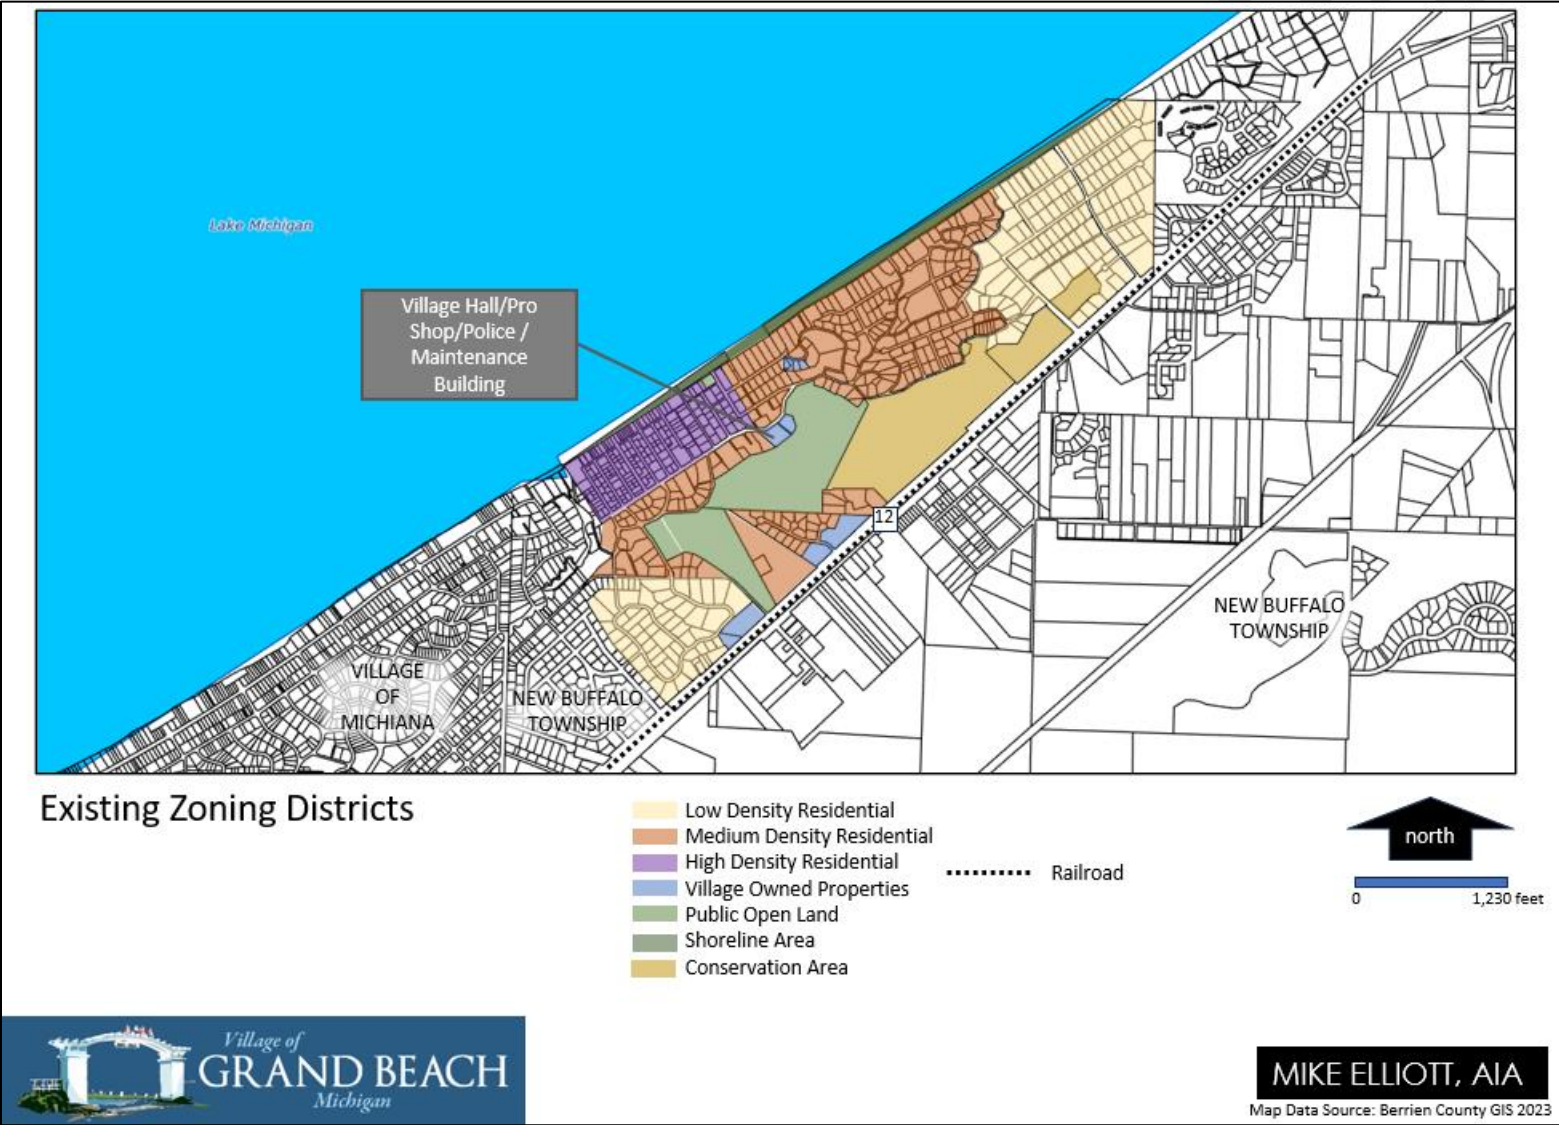 Lake Michigan
Village Hall/Pro
Shop/Police /
Maintenance
Building
12
NEW BUFFALO
TOWNSHIP
VILLAGE
OF
MICHIANA
NEW BUFFALO
TOWNSHIP
Existing Zoning Districts
Low Density Residential
Medium Density Residential
High Density Residential
Village Owned Properties
Public Open Land
Shoreline Area
Conservation Area
Railroad
north
0
1,230 feet
Village of
GRAND BEACH
Michigan
MIKE ELLIOTT, AIA
Map Data Source: Berrien County GIS 2023